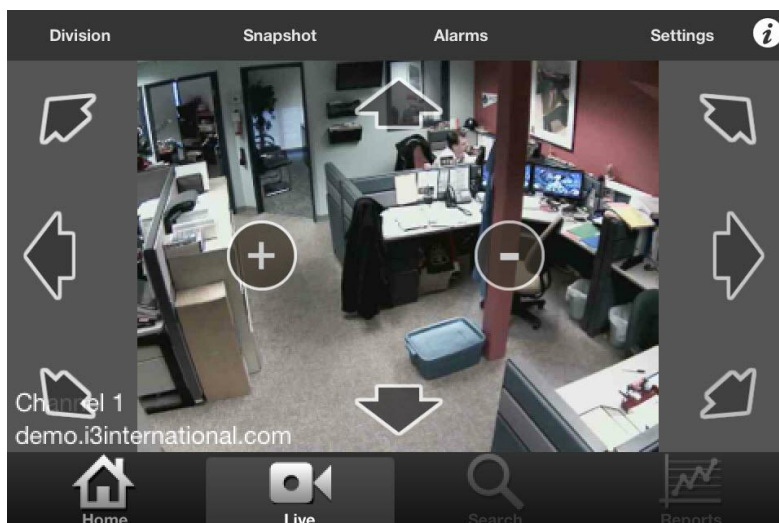 Division Snapshot Alarms Settings i
+ -
Channel 1
demo.i3international.com
Home Live Search Reports